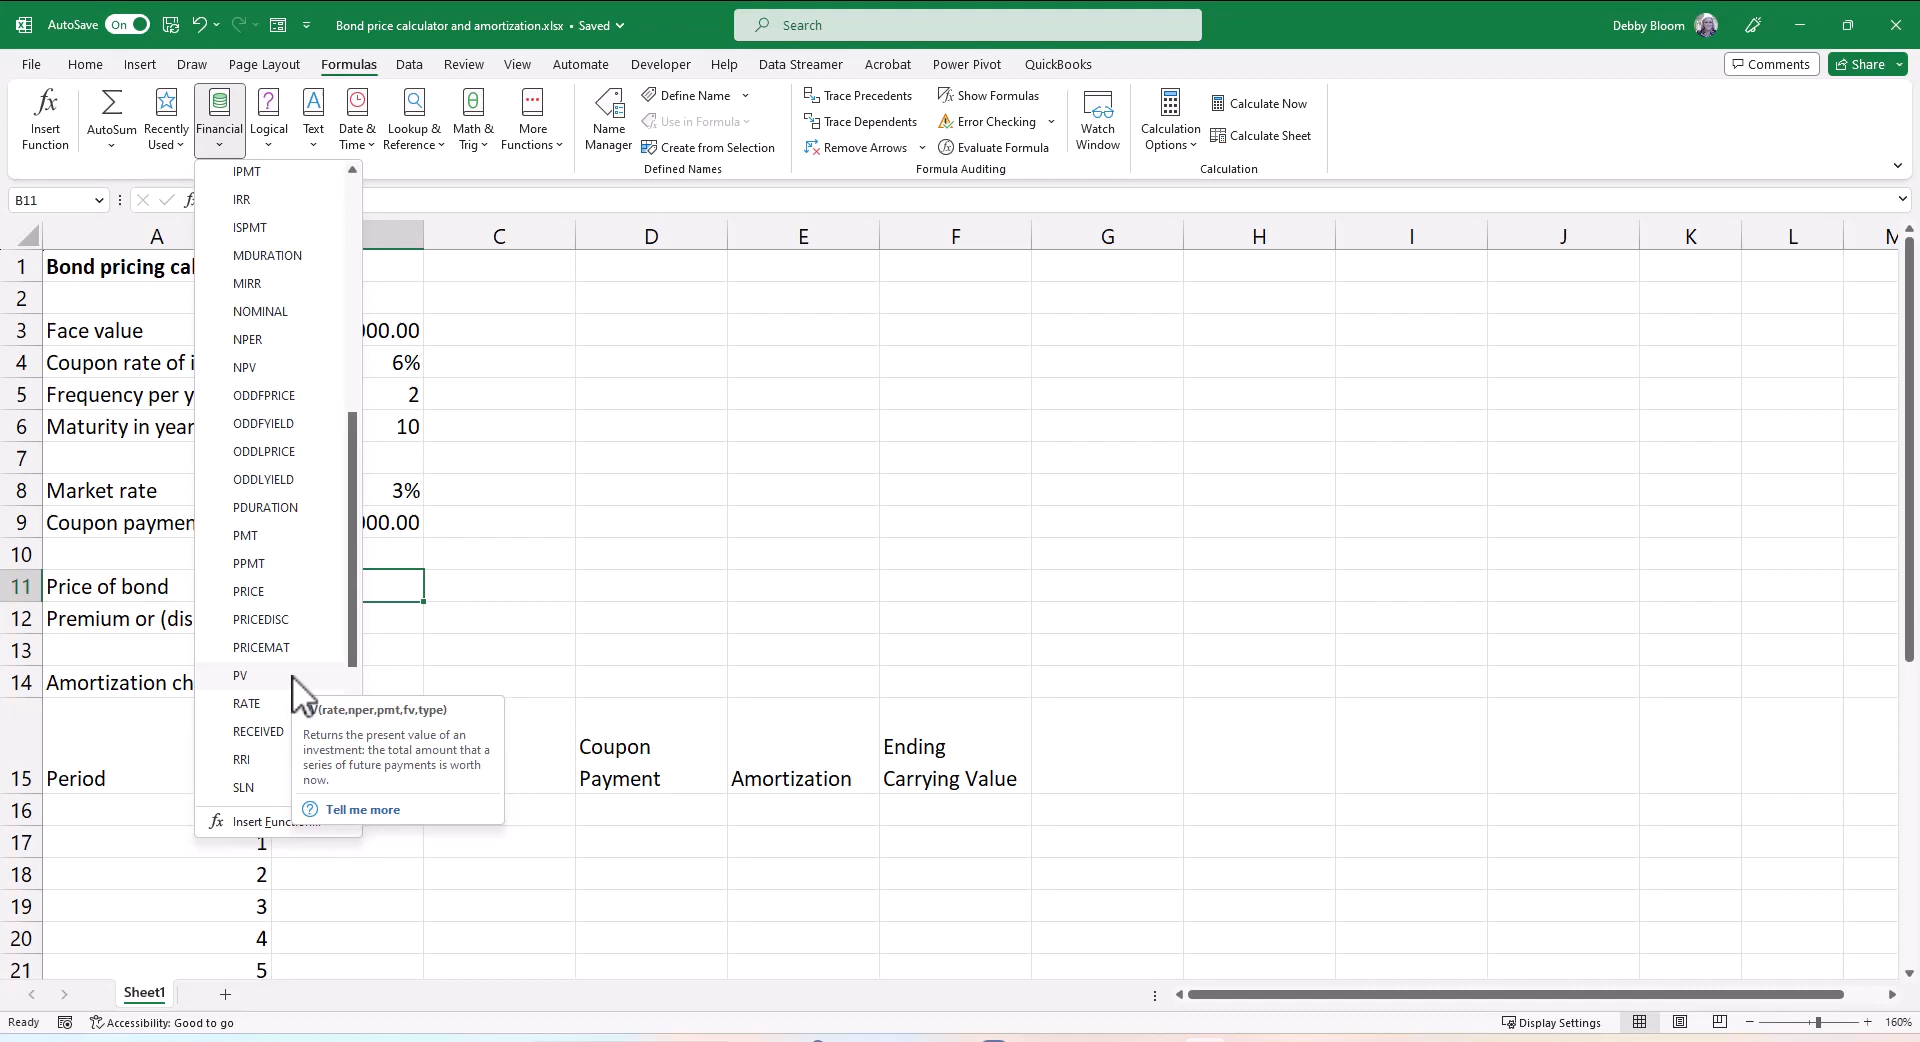 AutoSave On Bond price calculator and amortization.xlsx • Saved Search Debby Bloom
File Home Insert Draw Page Layout Formulas Data Review View Automate Developer Help Data Streamer Acrobat Power Pivot QuickBooks Comments Share
fx Insert Function
AutoSum
Recently Used
Financial
Logical
Text
Date & Time
Lookup & Reference
Math & Trig
More Functions
Name Manager
Define Name
Use in Formula
Create from Selection
Defined Names
Trace Precedents
Trace Dependents
Remove Arrows
Show Formulas
Error Checking
Evaluate Formula
Formula Auditing
Watch Window
Calculation Options
Calculate Now
Calculate Sheet
Calculation
B11
IPMT
IRR
ISPMT
MDURATION
MIRR
NOMINAL
NPER
NPV
ODDFPRICE
ODDFYIELD
ODDLPRICE
ODDLYIELD
PDURATION
PMT
PPMT
PRICE
PRICEDISC
PRICEMAT
PV
RATE
RECEIVED
RRI
SLN
fx Insert
(rate,nper,pmt,fv,type)
Returns the present value of an
investment: the total amount that a
series of future payments is worth
now.
Tell me more
A C D E F G H I J K L M
1 Bond pricing
2
3 Face value 000.00
4 Coupon rate of 6%
5 Frequency per 2
6 Maturity in 10
7
8 Market rate 3%
9 Coupon 000.00
10
11 Price of bond
12 Premium or
13
14 Amortization
Coupon Ending
15 Period Payment Amortization Carrying Value
16
17 1
18 2
19 3
20 4
21 5
Sheet1
Ready Accessibility: Good to go Display Settings 160%